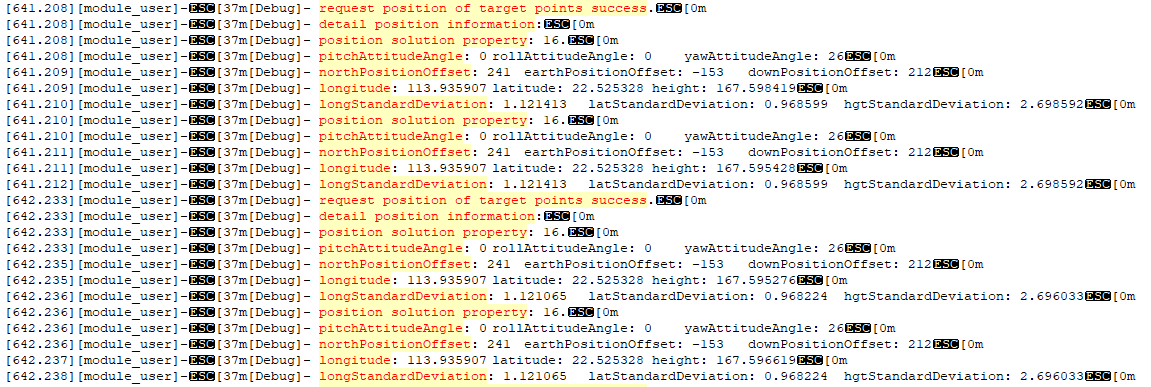 [641.208][module_user]-ESC[37m[Debug]- request position of target points success.ESC[0m
[641.208][module_user]-ESC[37m[Debug]- detail position information:ESC[0m
[641.208][module_user]-ESC[37m[Debug]- position solution property: 16.ESC[0m
[641.208][module_user]-ESC[37m[Debug]- pitchAttitudeAngle: 0 rollAttitudeAngle: 0 yawAttitudeAngle: 26ESC[0m
[641.209][module_user]-ESC[37m[Debug]- northPositionOffset: 241 earthPositionOffset: -153 downPositionOffset: 212ESC[0m
[641.209][module_user]-ESC[37m[Debug]- longitude: 113.935907 latitude: 22.525328 height: 167.598419ESC[0m
[641.210][module_user]-ESC[37m[Debug]- longStandardDeviation: 1.121413 latStandardDeviation: 0.968599 hgtStandardDeviation: 2.698592ESC[0m
[641.210][module_user]-ESC[37m[Debug]- position solution property: 16.ESC[0m
[641.210][module_user]-ESC[37m[Debug]- pitchAttitudeAngle: 0 rollAttitudeAngle: 0 yawAttitudeAngle: 26ESC[0m
[641.211][module_user]-ESC[37m[Debug]- northPositionOffset: 241 earthPositionOffset: -153 downPositionOffset: 212ESC[0m
[641.211][module_user]-ESC[37m[Debug]- longitude: 113.935907 latitude: 22.525328 height: 167.595428ESC[0m
[641.212][module_user]-ESC[37m[Debug]- longStandardDeviation: 1.121413 latStandardDeviation: 0.968599 hgtStandardDeviation: 2.698592ESC[0m
[642.233][module_user]-ESC[37m[Debug]- request position of target points success.ESC[0m
[642.233][module_user]-ESC[37m[Debug]- detail position information:ESC[0m
[642.233][module_user]-ESC[37m[Debug]- position solution property: 16.ESC[0m
[642.233][module_user]-ESC[37m[Debug]- pitchAttitudeAngle: 0 rollAttitudeAngle: 0 yawAttitudeAngle: 26ESC[0m
[642.235][module_user]-ESC[37m[Debug]- northPositionOffset: 241 earthPositionOffset: -153 downPositionOffset: 212ESC[0m
[642.235][module_user]-ESC[37m[Debug]- longitude: 113.935907 latitude: 22.525328 height: 167.595276ESC[0m
[642.236][module_user]-ESC[37m[Debug]- longStandardDeviation: 1.121065 latStandardDeviation: 0.968224 hgtStandardDeviation: 2.696033ESC[0m
[642.236][module_user]-ESC[37m[Debug]- position solution property: 16.ESC[0m
[642.236][module_user]-ESC[37m[Debug]- pitchAttitudeAngle: 0 rollAttitudeAngle: 0 yawAttitudeAngle: 26ESC[0m
[642.236][module_user]-ESC[37m[Debug]- northPositionOffset: 241 earthPositionOffset: -153 downPositionOffset: 212ESC[0m
[642.237][module_user]-ESC[37m[Debug]- longitude: 113.935907 latitude: 22.525328 height: 167.596619ESC[0m
[642.238][module_user]-ESC[37m[Debug]- longStandardDeviation: 1.121065 latStandardDeviation: 0.968224 hgtStandardDeviation: 2.696033ESC[0m